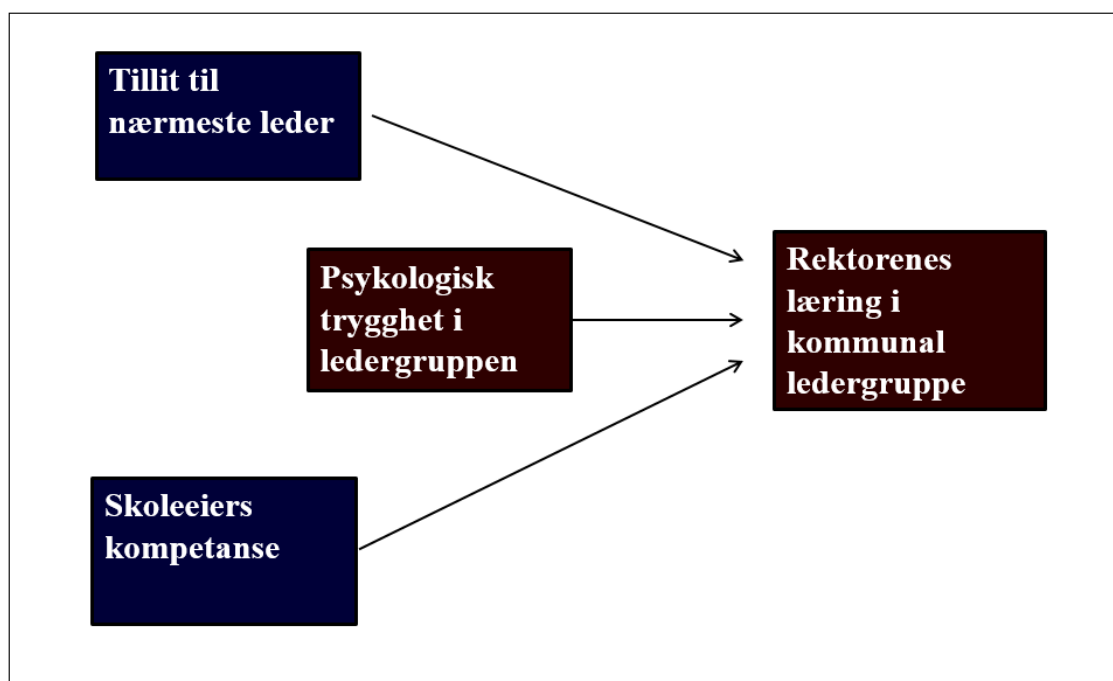 Tillit til
nærmeste leder
Psykologisk
trygghet i
ledergruppen
Rektorenes
læring i
kommunal
ledergruppe
Skoleeiers
kompetanse